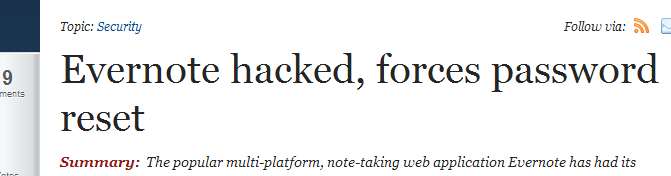 Topic: Security
Follow via:
9
Evernote hacked, forces password
reset
Summary: The popular multi-platform, note-taking web application Evernote has had its